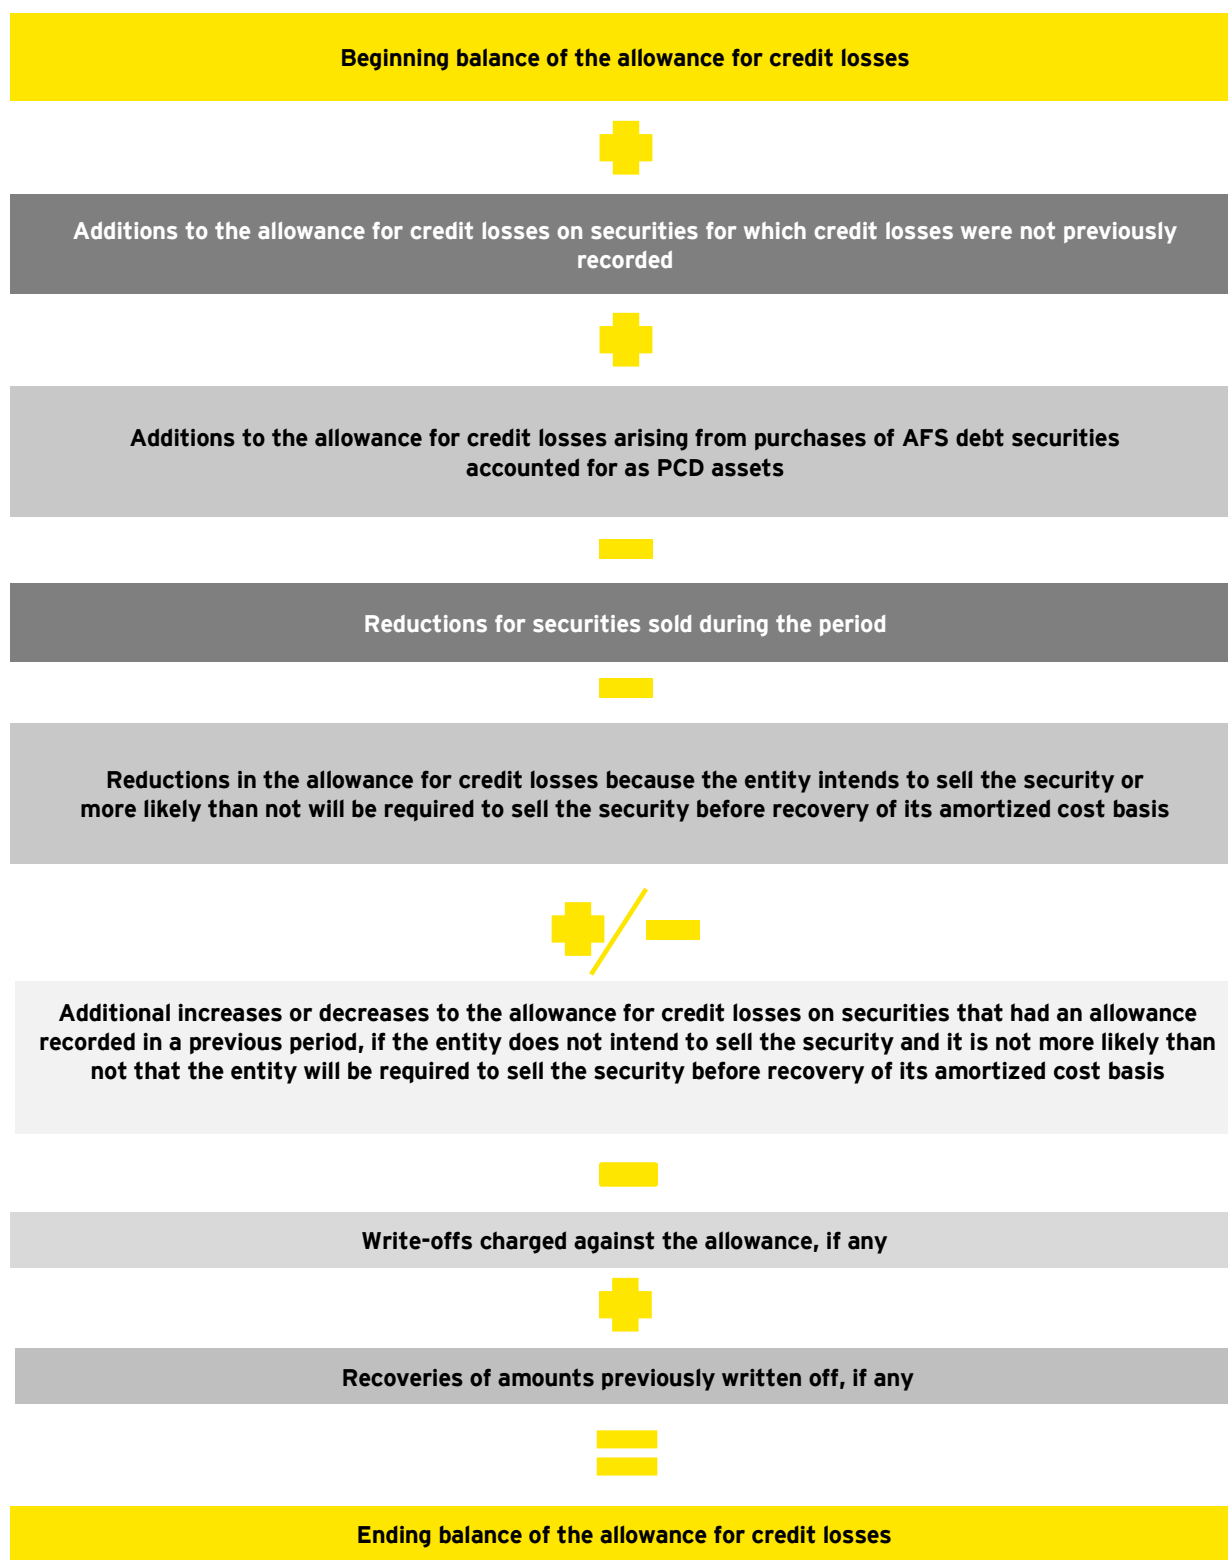 Beginning balance of the allowance for credit losses
Additions to the allowance for credit losses on securities for which credit losses were not previously
recorded
Additions to the allowance for credit losses arising from purchases of AFS debt securities
accounted for as PCD assets
Reductions for securities sold during the period
Reductions in the allowance for credit losses because the entity intends to sell the security or
more likely than not will be required to sell the security before recovery of its amortized cost basis
Additional increases or decreases to the allowance for credit losses on securities that had an allowance
recorded in a previous period, if the entity does not intend to sell the security and it is not more likely than
not that the entity will be required to sell the security before recovery of its amortized cost basis
Write-offs charged against the allowance, if any
Recoveries of amounts previously written off, if any
Ending balance of the allowance for credit losses